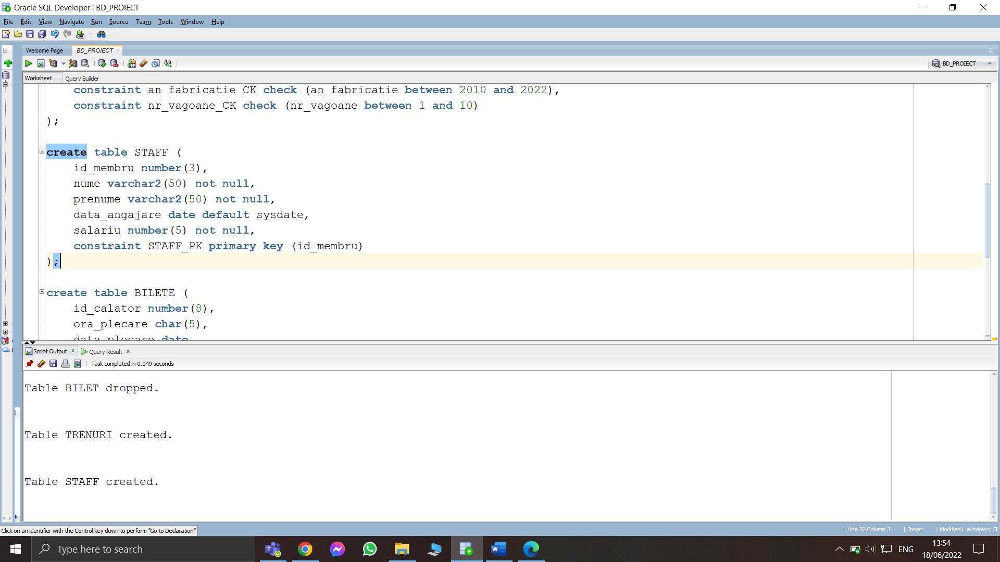 Oracle SQL Developer : BD_PROIECT
File Edit View Navigate Run Source Team Tools Window Help
Welcome Page BD_PROIECT
BD_PROIECT
Worksheet Query Builder
constraint an_fabricatie_CK check (an_fabricatie between 2010 and 2022),
constraint nr_vagoane_CK check (nr_vagoane between 1 and 10)
);
create table STAFF (
id_membru number(3),
nume varchar2(50) not null,
prenume varchar2(50) not null,
data_angajare date default sysdate,
salariu number(5) not null,
constraint STAFF_PK primary key (id_membru)
);
create table BILETE (
id_calator number(8),
ora_plecare char(5),
data_plecare date
Script Output x Query Result x
Task completed in 0.049 seconds
Table BILET dropped.
Table TRENURI created.
Table STAFF created.
Click on an identifier with the Control key down to perform "Go to Declaration"
Line 32 Column 3 Insert Modified Windows:
Type here to search
ENG
13:54
18/06/2022